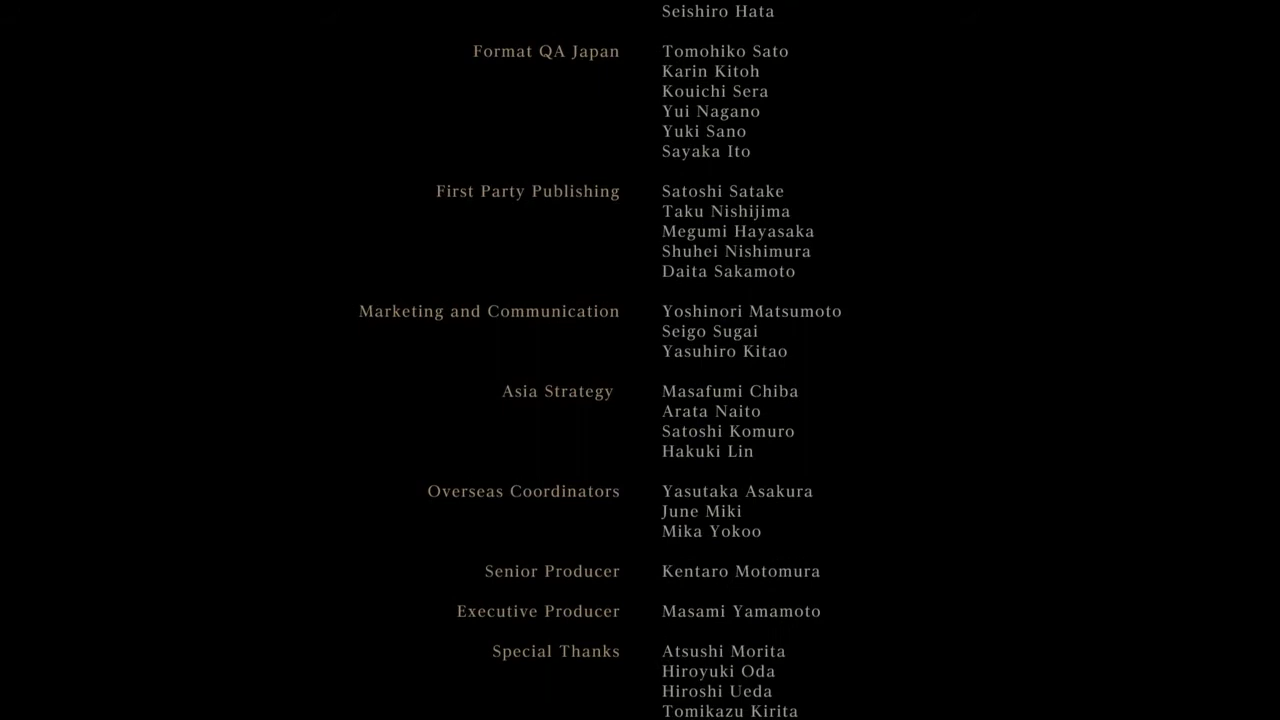 Seishiro Hata
Format QA Japan Tomohiko Sato
Karin Kitoh
Kouichi Sera
Yui Nagano
Yuki Sano
Sayaka Ito
First Party Publishing Satoshi Satake
Taku Nishijima
Megumi Hayasaka
Shuhei Nishimura
Daita Sakamoto
Marketing and Communication Yoshinori Matsumoto
Seigo Sugai
Yasuhiro Kitao
Asia Strategy Masafumi Chiba
Arata Naito
Satoshi Komuro
Hakuki Lin
Overseas Coordinators Yasutaka Asakura
June Miki
Mika Yokoo
Senior Producer Kentaro Motomura
Executive Producer Masami Yamamoto
Special Thanks Atsushi Morita
Hiroyuki Oda
Hiroshi Ueda
Tomikazu Kirita